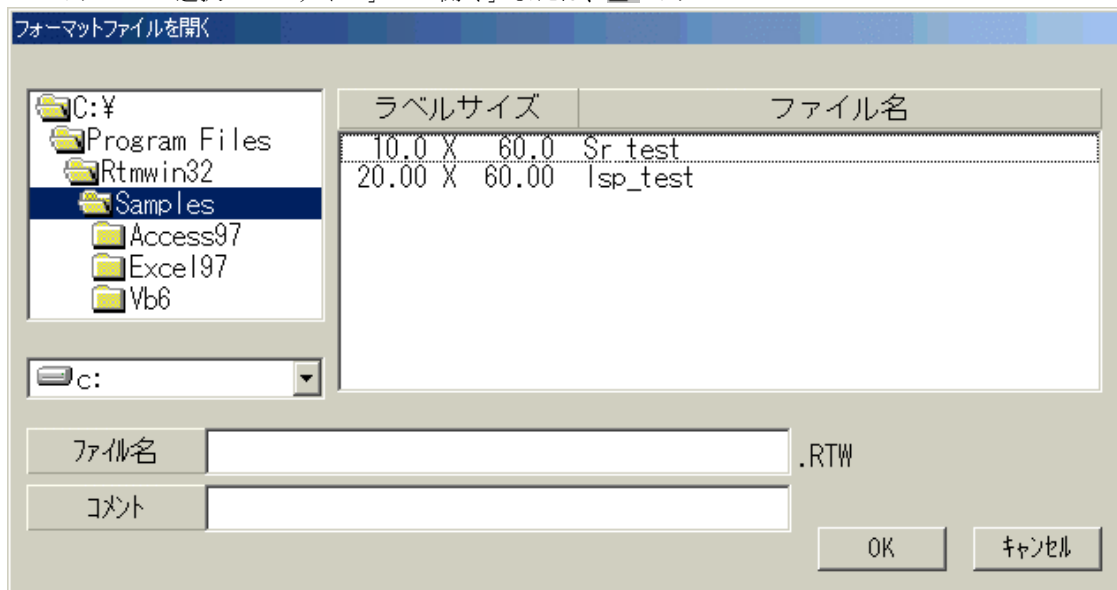 フォーマットファイルを開く
C:¥
Program Files
Rtmwin32
Samples
Access97
Excel97
Vb6
c:
ラベルサイズ ファイル名
10.0 X 60.0 Sr_test
20.00 X 60.00 lsp_test
ファイル名 .RTW
コメント
OK キャンセル